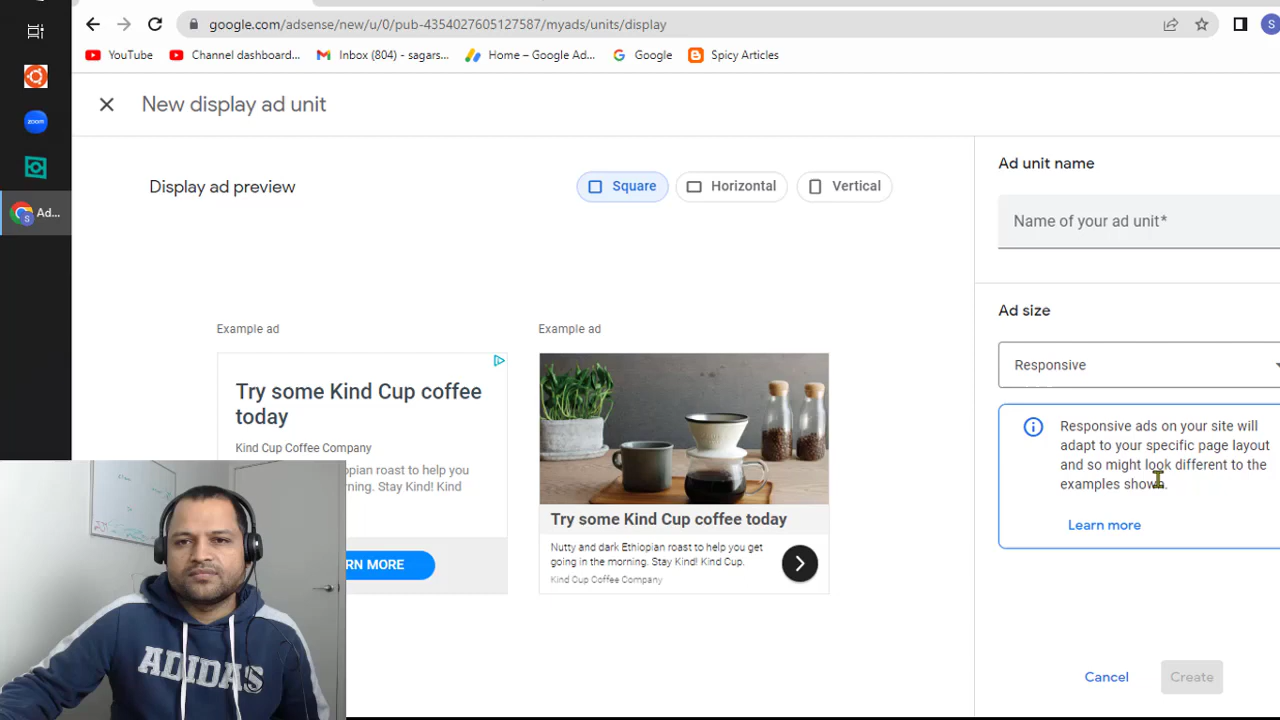 google.com/adsense/new/u/0/pub-4354027605127587/myads/units/display
S
YouTube
Channel dashboard...
Inbox (804) - sagars...
Home – Google Ad...
Google
Spicy Articles
zoom
Ad...
New display ad unit
Display ad preview
Square
Horizontal
Vertical
Example ad
Try some Kind Cup coffee
today
Kind Cup Coffee Company
opian roast to help you
rning. Stay Kind! Kind
RN MORE
Example ad
Try some Kind Cup coffee today
Nutty and dark Ethiopian roast to help you get
going in the morning. Stay Kind! Kind Cup.
Kind Cup Coffee Company
Ad unit name
Name of your ad unit*
Ad size
Responsive
Responsive ads on your site will
adapt to your specific page layout
and so might look different to the
examples shown.
Learn more
Cancel
Create
ADIDAS